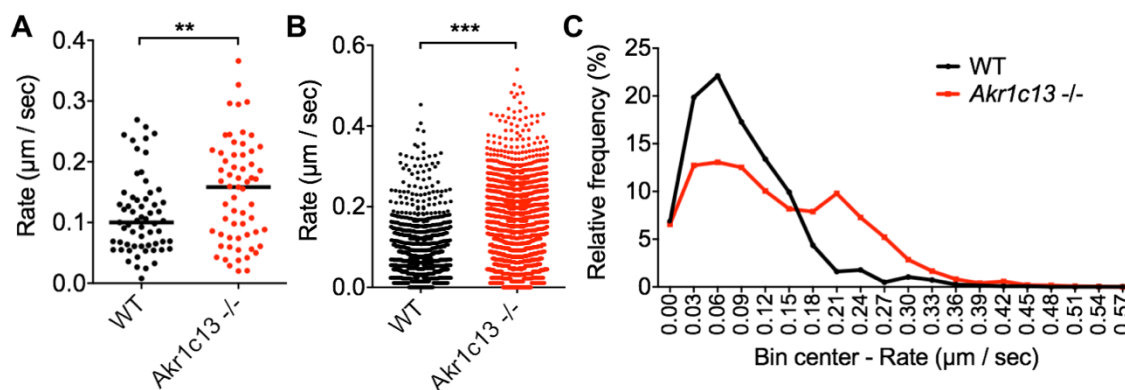 A
**
Rate (µm / sec)
0.4
0.3
0.2
0.1
0.0
WT
Akr1c13 -/-
B
***
Rate (µm / sec)
0.6
0.4
0.2
0.0
WT
Akr1c13 -/-
C
Relative frequency (%)
25
20
15
10
5
0
WT
Akr1c13 -/-
0.00 0.03 0.06 0.09 0.12 0.15 0.18 0.21 0.24 0.27 0.30 0.33 0.36 0.39 0.42 0.45 0.48 0.51 0.54 0.57
Bin center - Rate (µm / sec)